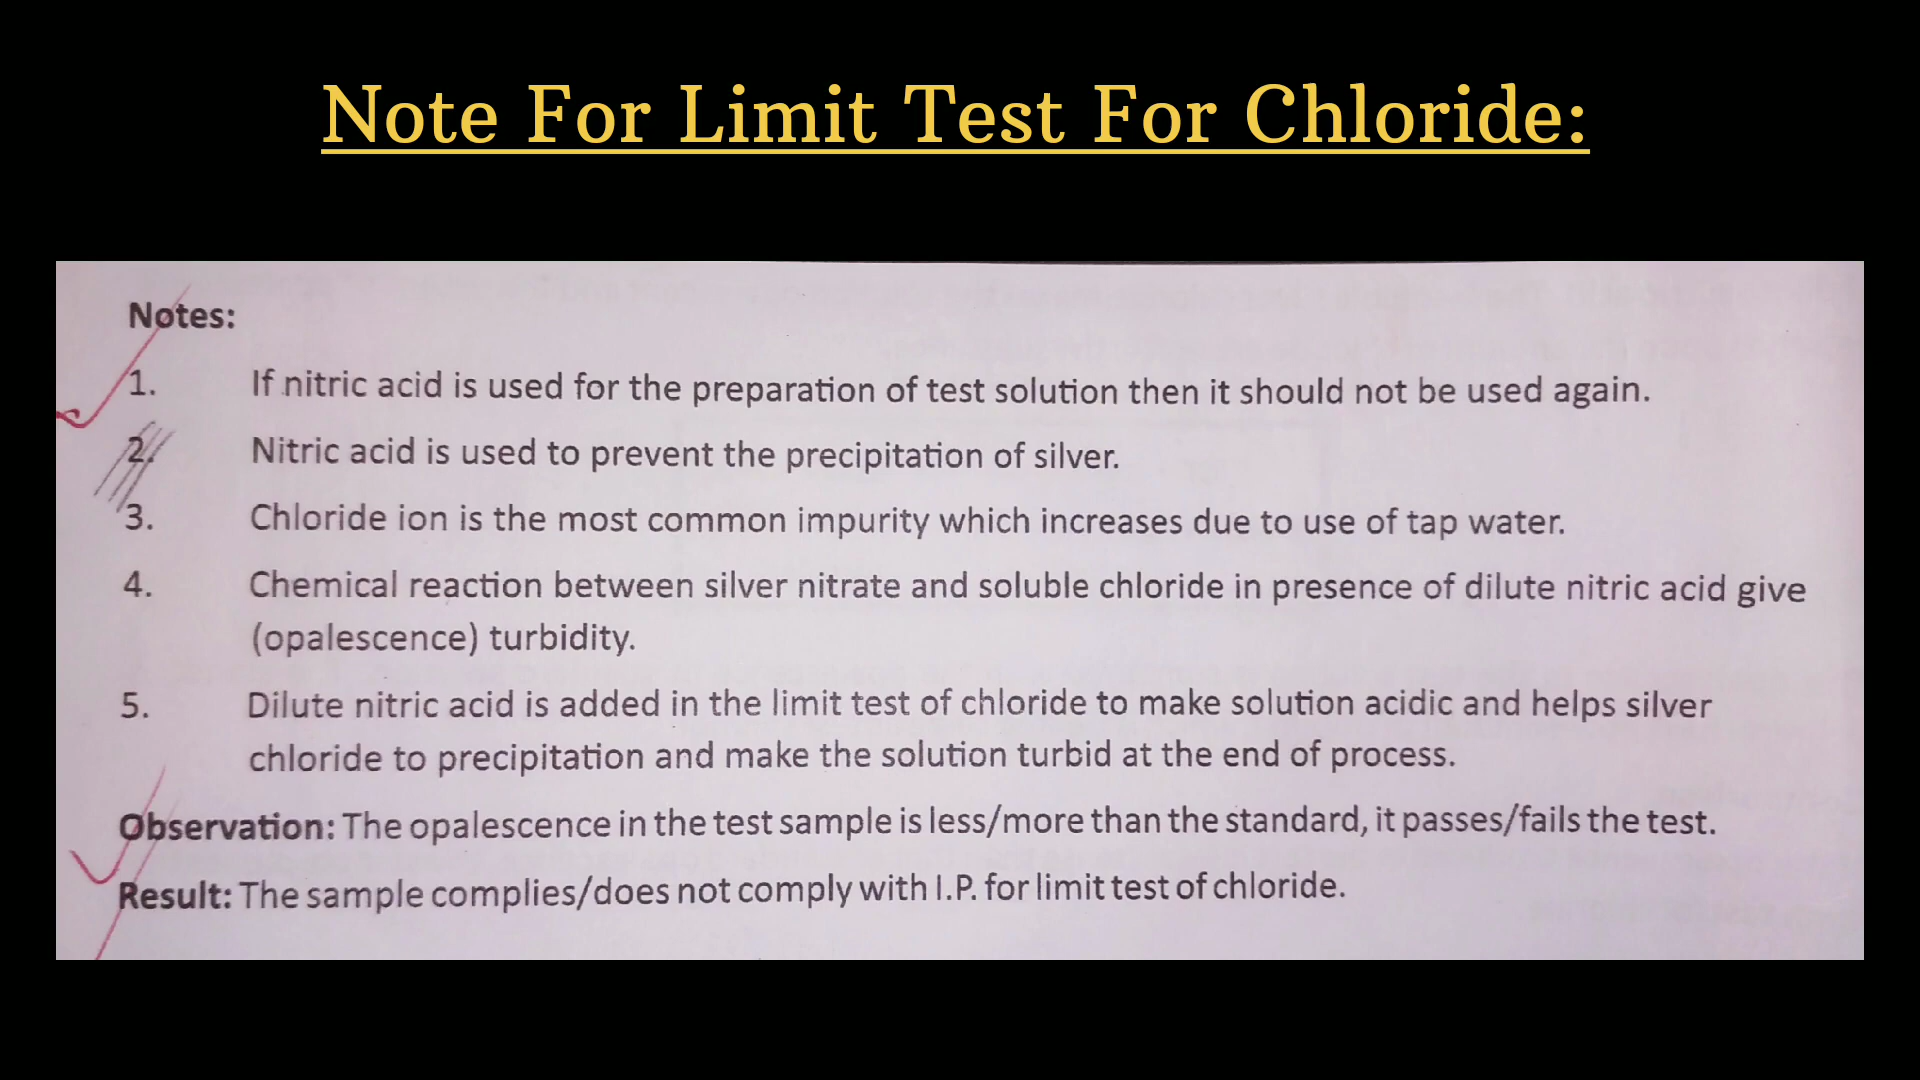 Note For Limit Test For Chloride:
Notes:
1. If nitric acid is used for the preparation of test solution then it should not be used again.
2. Nitric acid is used to prevent the precipitation of silver.
3. Chloride ion is the most common impurity which increases due to use of tap water.
4. Chemical reaction between silver nitrate and soluble chloride in presence of dilute nitric acid give
(opalescence) turbidity.
5. Dilute nitric acid is added in the limit test of chloride to make solution acidic and helps silver
chloride to precipitation and make the solution turbid at the end of process.
Observation: The opalescence in the test sample is less/more than the standard, it passes/fails the test.
Result: The sample complies/does not comply with I.P. for limit test of chloride.